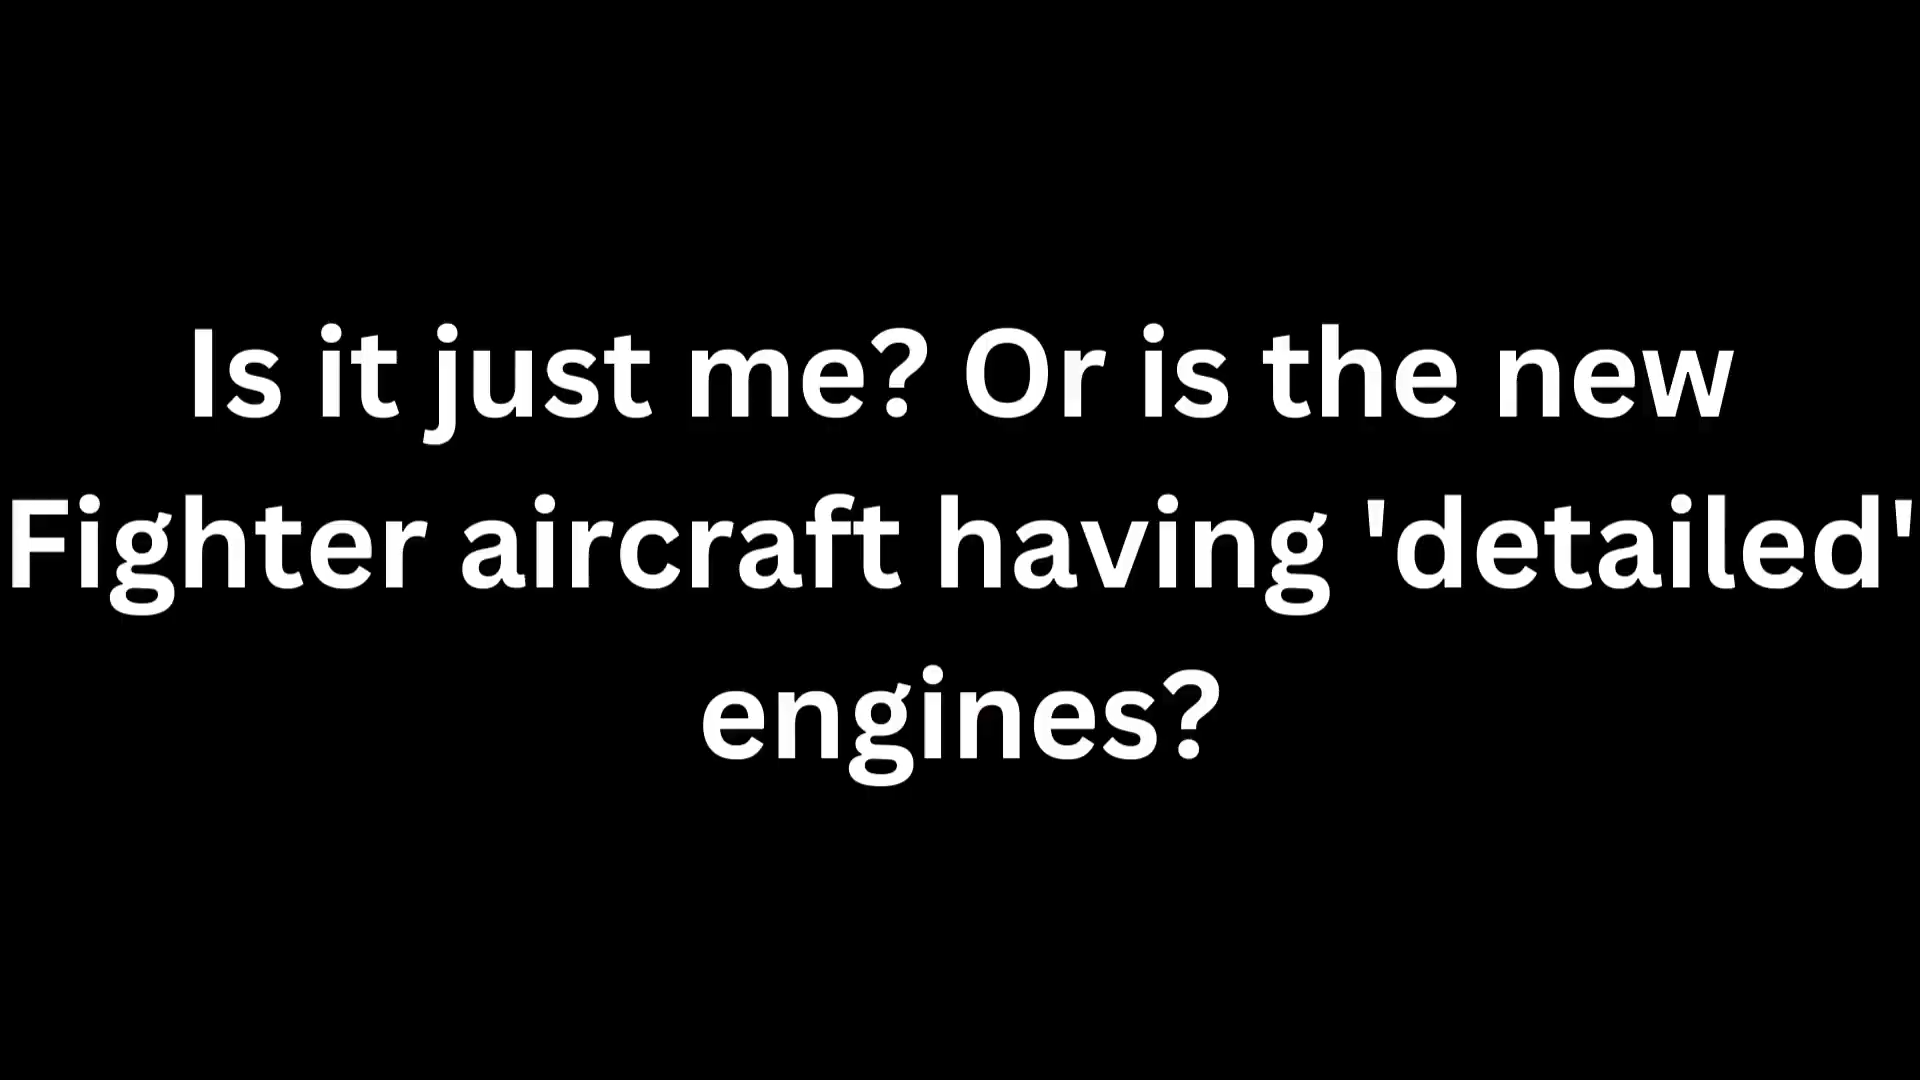 Is it just me? Or is the new
Fighter aircraft having 'detailed'
engines?